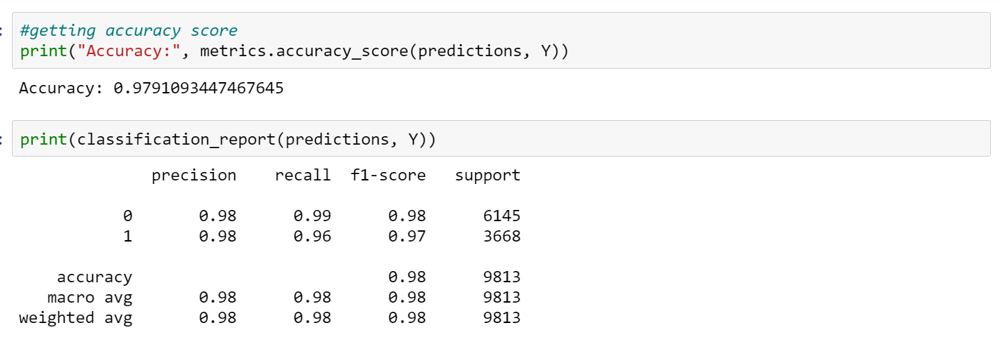 #getting accuracy score
print("Accuracy:", metrics.accuracy_score(predictions, Y))
Accuracy: 0.9791093447467645
print(classification_report(predictions, Y))
precision recall f1-score support
0 0.98 0.99 0.98 6145
1 0.98 0.96 0.97 3668
accuracy 0.98 9813
macro avg 0.98 0.98 0.98 9813
weighted avg 0.98 0.98 0.98 9813